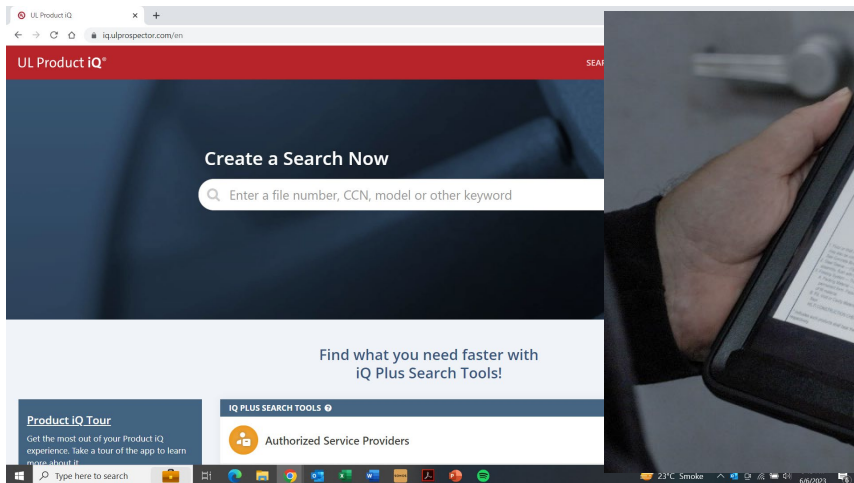 UL Product iQ
iq.ulprospector.com/en
UL Product iQ®
Create a Search Now
Enter a file number, CCN, model or other keyword
Find what you need faster with
iQ Plus Search Tools!
Product iQ Tour
Get the most out of your Product iQ
experience. Take a tour of the app to learn
more about it
IQ PLUS SEARCH TOOLS
Authorized Service Providers
Type here to search
23°C Smoke
6/6/2023